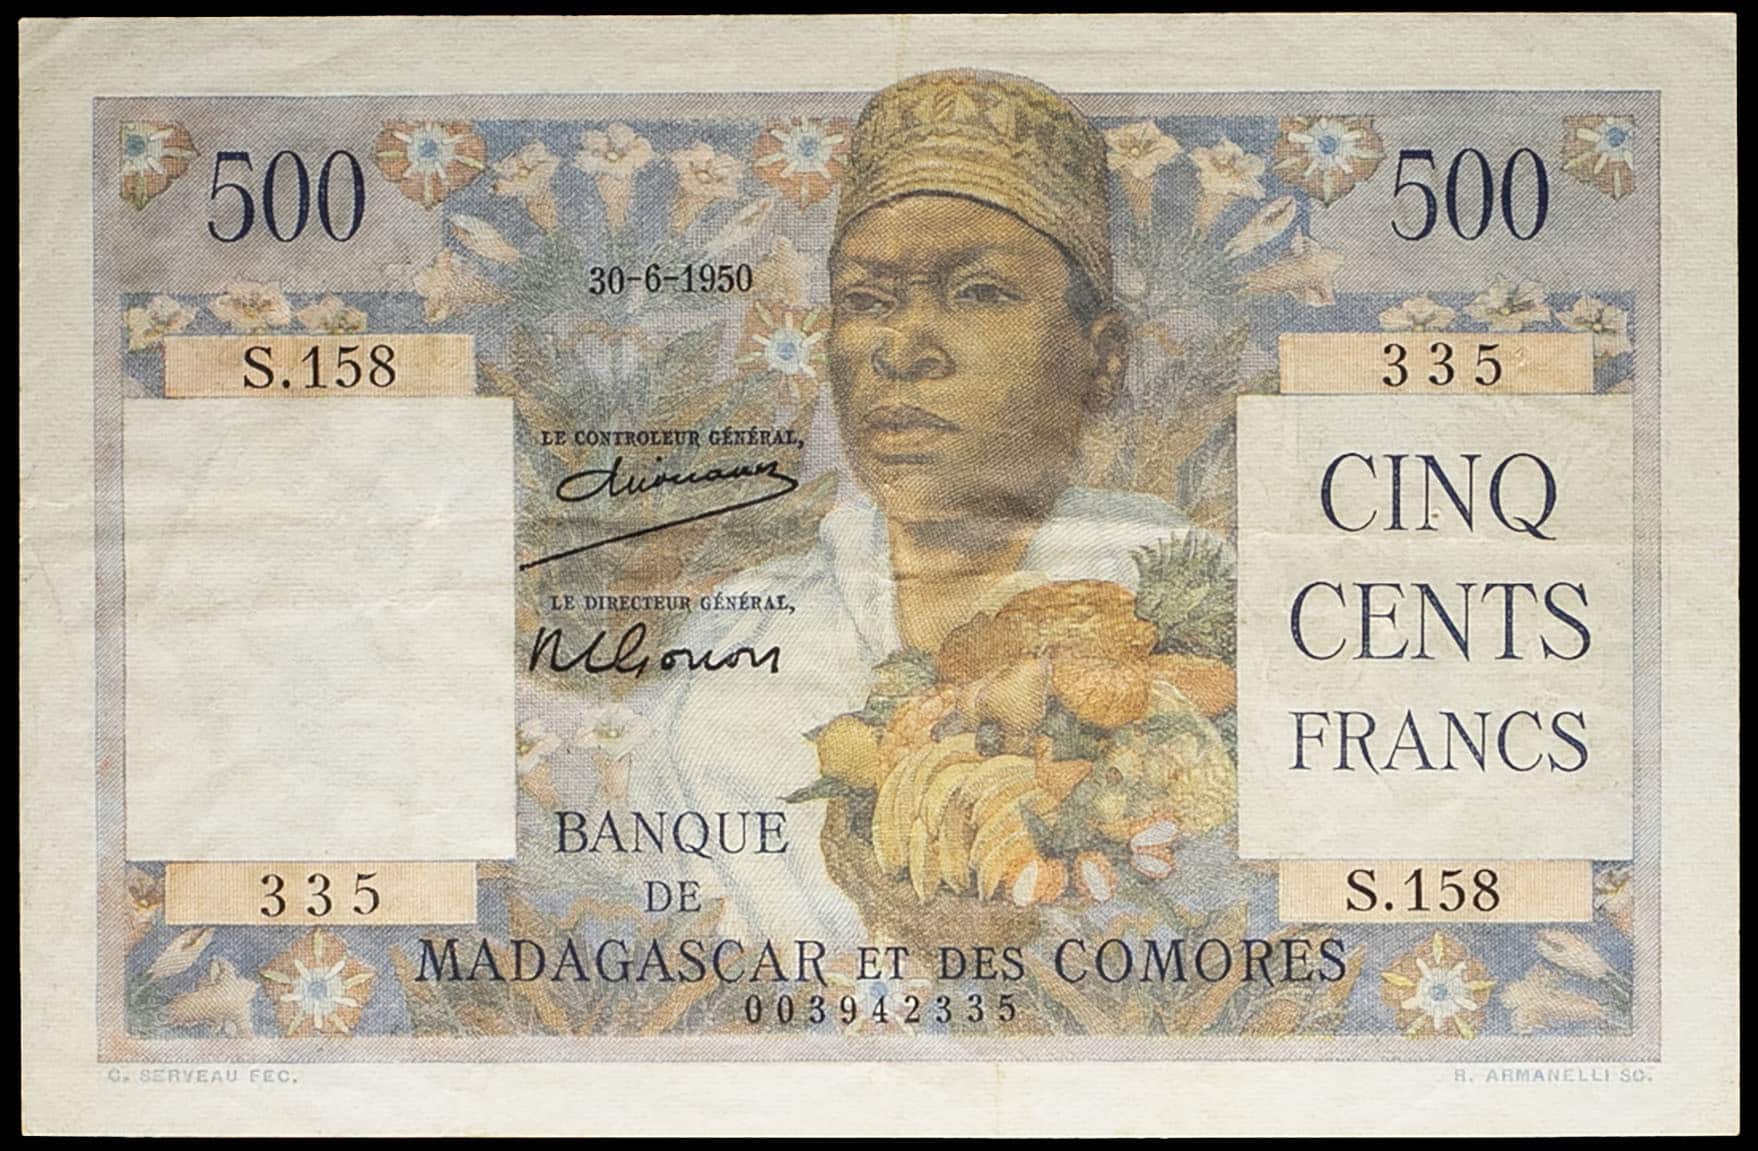 500
500
30-6-1950
S.158
335
LE CONTROLEUR GÉNÉRAL,
CINQ
CENTS
FRANCS
LE DIRECTEUR GÉNÉRAL,
BANQUE
DE
MADAGASCAR ET DES COMORES
335
S.158
003942335
C. SERVEAU FEC.
R. ARMANELLI SC.